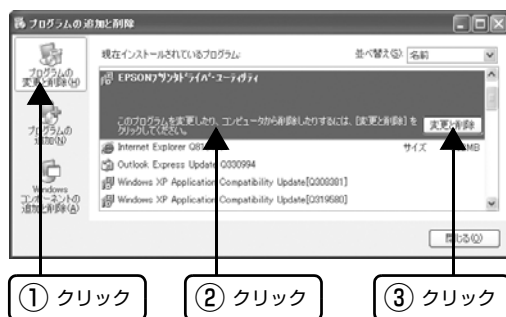 プログラムの追加と削除
プログラムの
変更と削除(H)
現在インストールされているプログラム:
並べ替え(S): 名前
EPSONプリンタドライバ・ユーティリティ
このプログラムを変更したり、コンピュータから削除したりするには、[変更と削除] を
クリックしてください。
変更と削除
プログラムの
追加(N)
Internet Explorer Q81
サイズ
MB
Outlook Express Update Q330994
Windows XP Application Compatibility Update[Q308381]
Windows XP Application Compatibility Update[Q319580]
Windows
コンポーネントの
追加と削除(A)
閉じる(O)
① クリック
② クリック
③ クリック